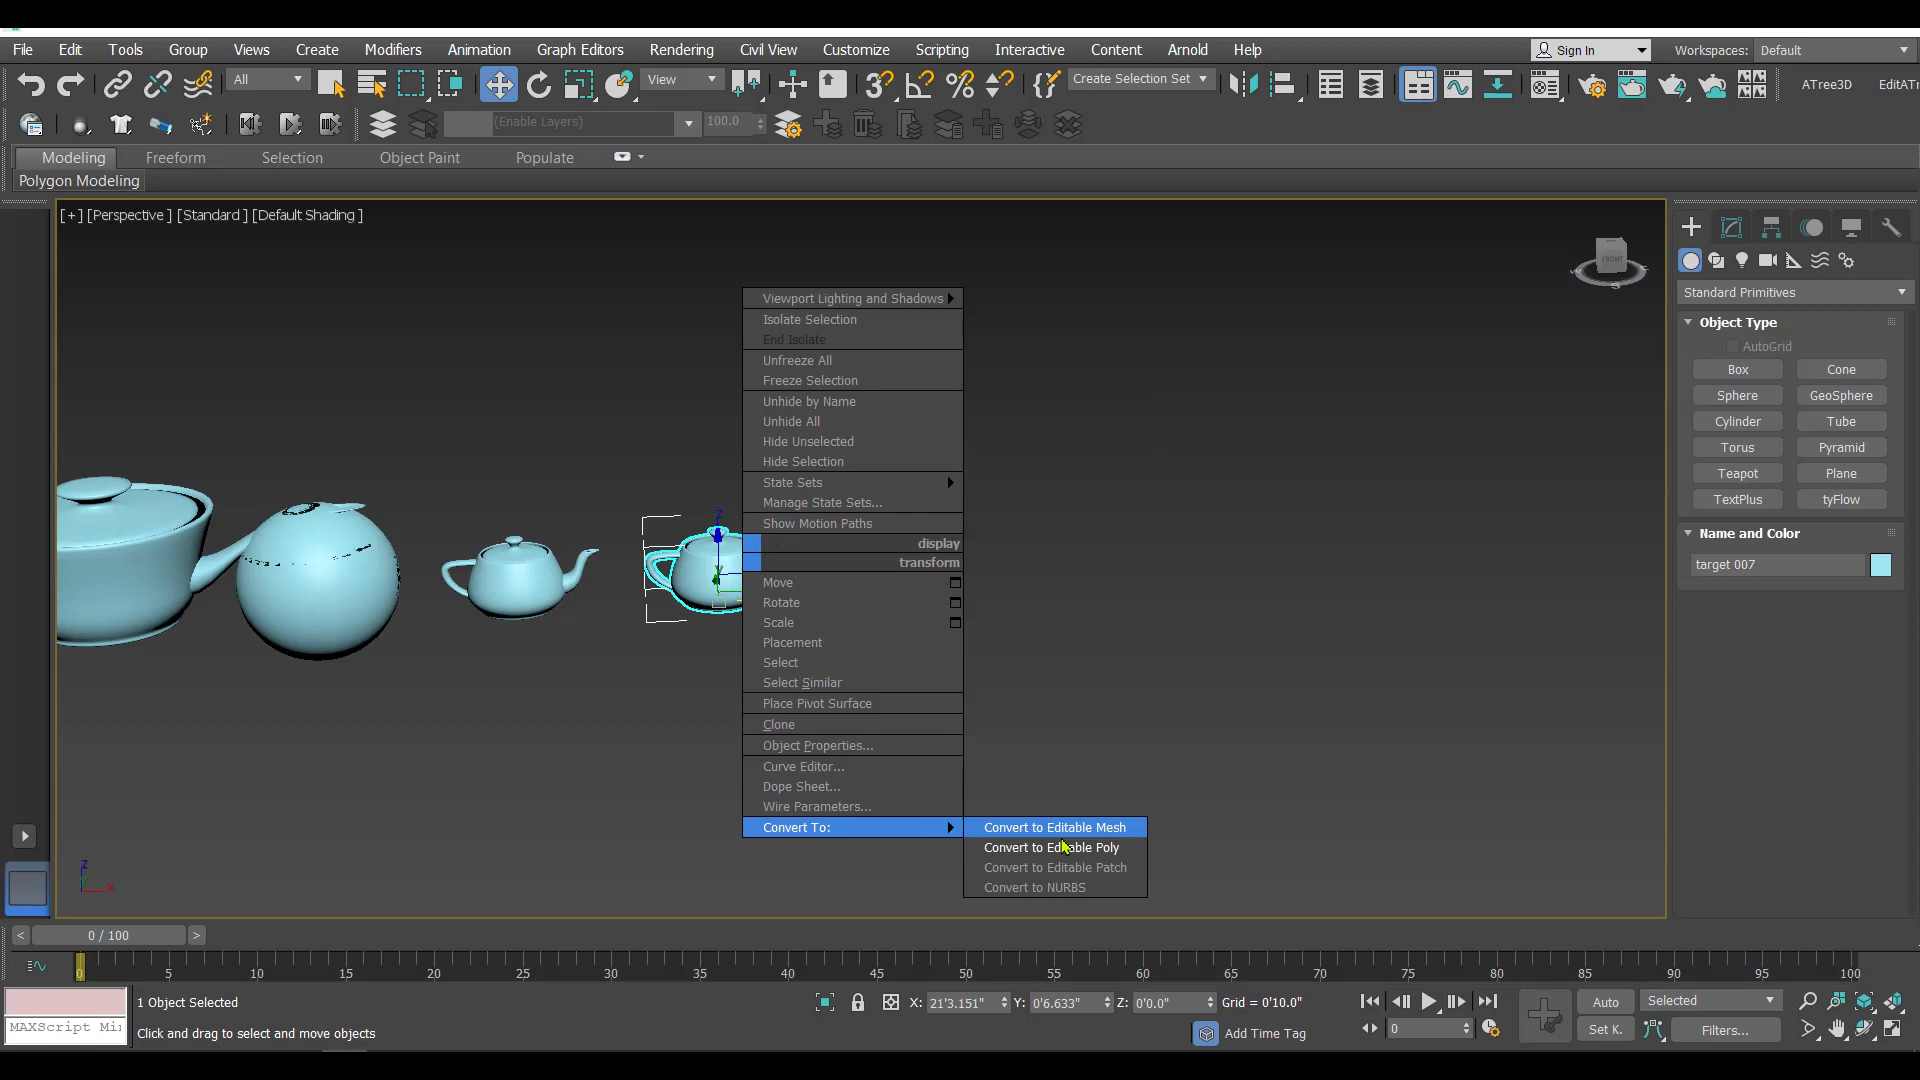 File Edit Tools Group Views Create Modifiers Animation Graph Editors Rendering Civil View Customize Scripting Interactive Content Arnold Help Sign In Workspaces: Default
All View Create Selection Set ATree3D EditATr
(Enable Layers) 100.0
Modeling Freeform Selection Object Paint Populate
Polygon Modeling
[+] [Perspective ] [Standard ] [Default Shading ]
FRONT
Standard Primitives
Object Type
AutoGrid
Box Cone
Sphere GeoSphere
Cylinder Tube
Torus Pyramid
Teapot Plane
TextPlus tyFlow
Name and Color
target 007
Viewport Lighting and Shadows
Isolate Selection
End Isolate
Unfreeze All
Freeze Selection
Unhide by Name
Unhide All
Hide Unselected
Hide Selection
State Sets
Manage State Sets...
Show Motion Paths
display
transform
Move
Rotate
Scale
Placement
Select
Select Similar
Place Pivot Surface
Clone
Object Properties...
Curve Editor...
Dope Sheet...
Wire Parameters...
Convert To:
Convert to Editable Mesh
Convert to Editable Poly
Convert to Editable Patch
Convert to NURBS
z
x
< 0 / 100 >
0 5 10 15 20 25 30 35 40 45 50 55 60 65 70 75 80 85 90 95 100
1 Object Selected X: 21'3.151" Y: 0'6.633" Z: 0'0.0" Grid = 0'10.0" Auto Selected
MAXScript Mi Click and drag to select and move objects Add Time Tag 0 Set K. Filters...